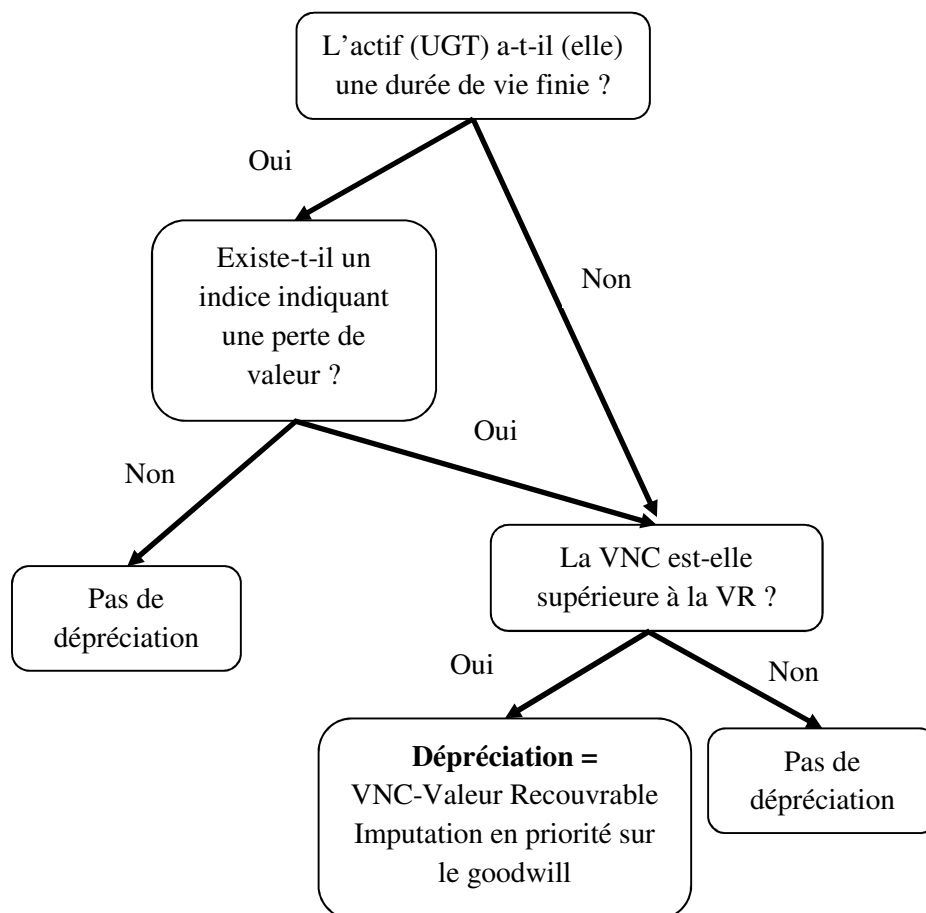 L'actif (UGT) a-t-il (elle)
une durée de vie finie ?
Oui
Non
Existe-t-il un
indice indiquant
une perte de
valeur ?
Non
Oui
Pas de
dépréciation
La VNC est-elle
supérieure à la VR ?
Oui
Non
Dépréciation =
VNC-Valeur Recouvrable
Imputation en priorité sur
le goodwill
Pas de
dépréciation